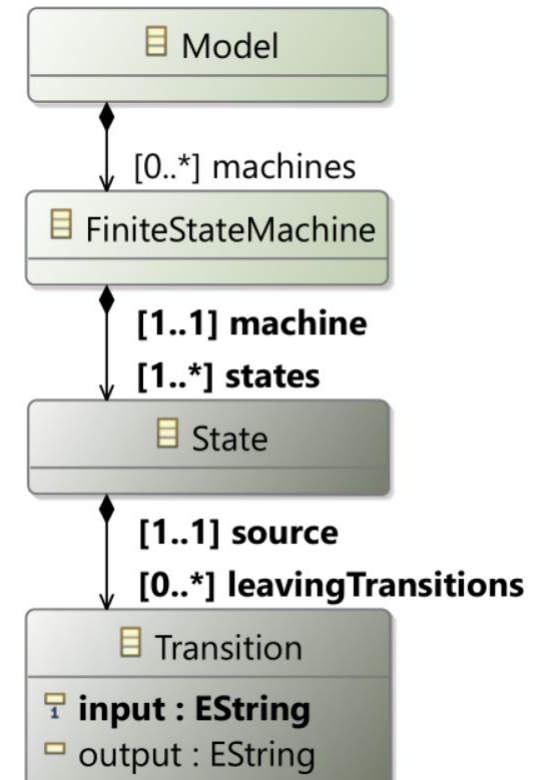 Model
[0..*] machines
FiniteStateMachine
[1..1] machine
[1..*] states
State
[1..1] source
[0..*] leavingTransitions
Transition
1 input : EString
output : EString